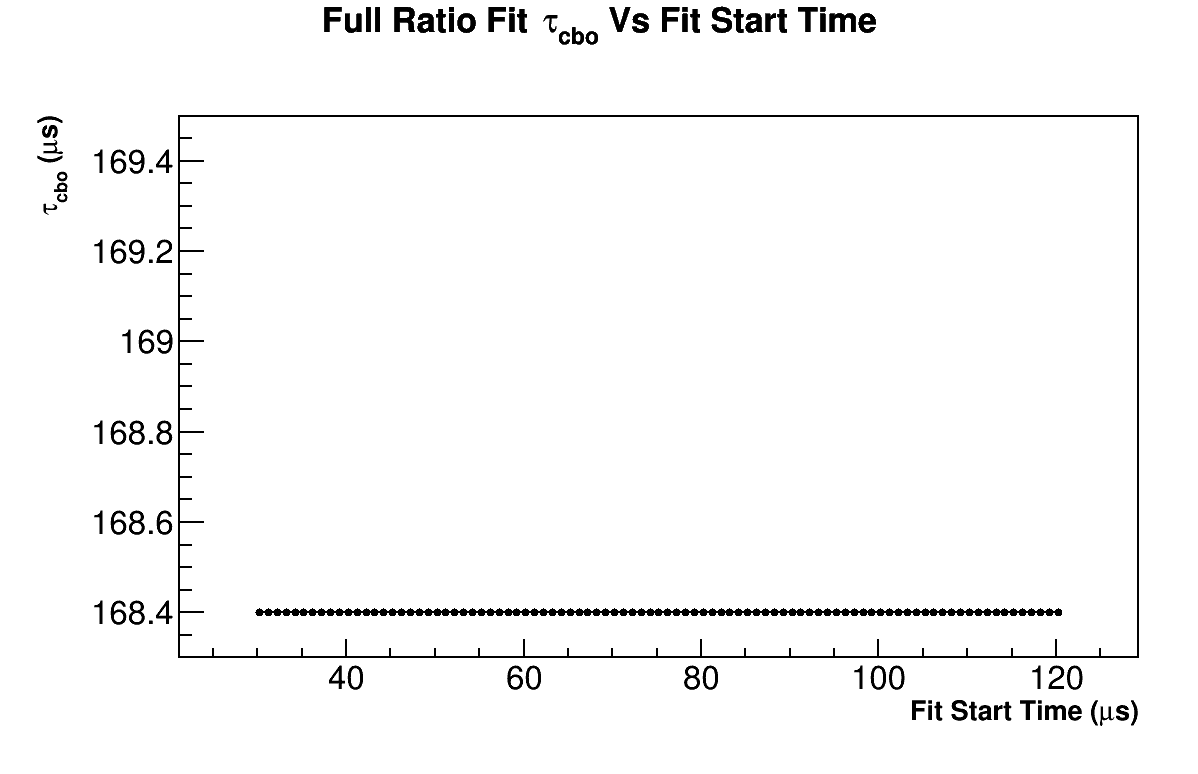 Full Ratio Fit τcbo Vs Fit Start Time
τcbo (μs)
169.4
169.2
169
168.8
168.6
168.4
40 60 80 100 120
Fit Start Time (μs)